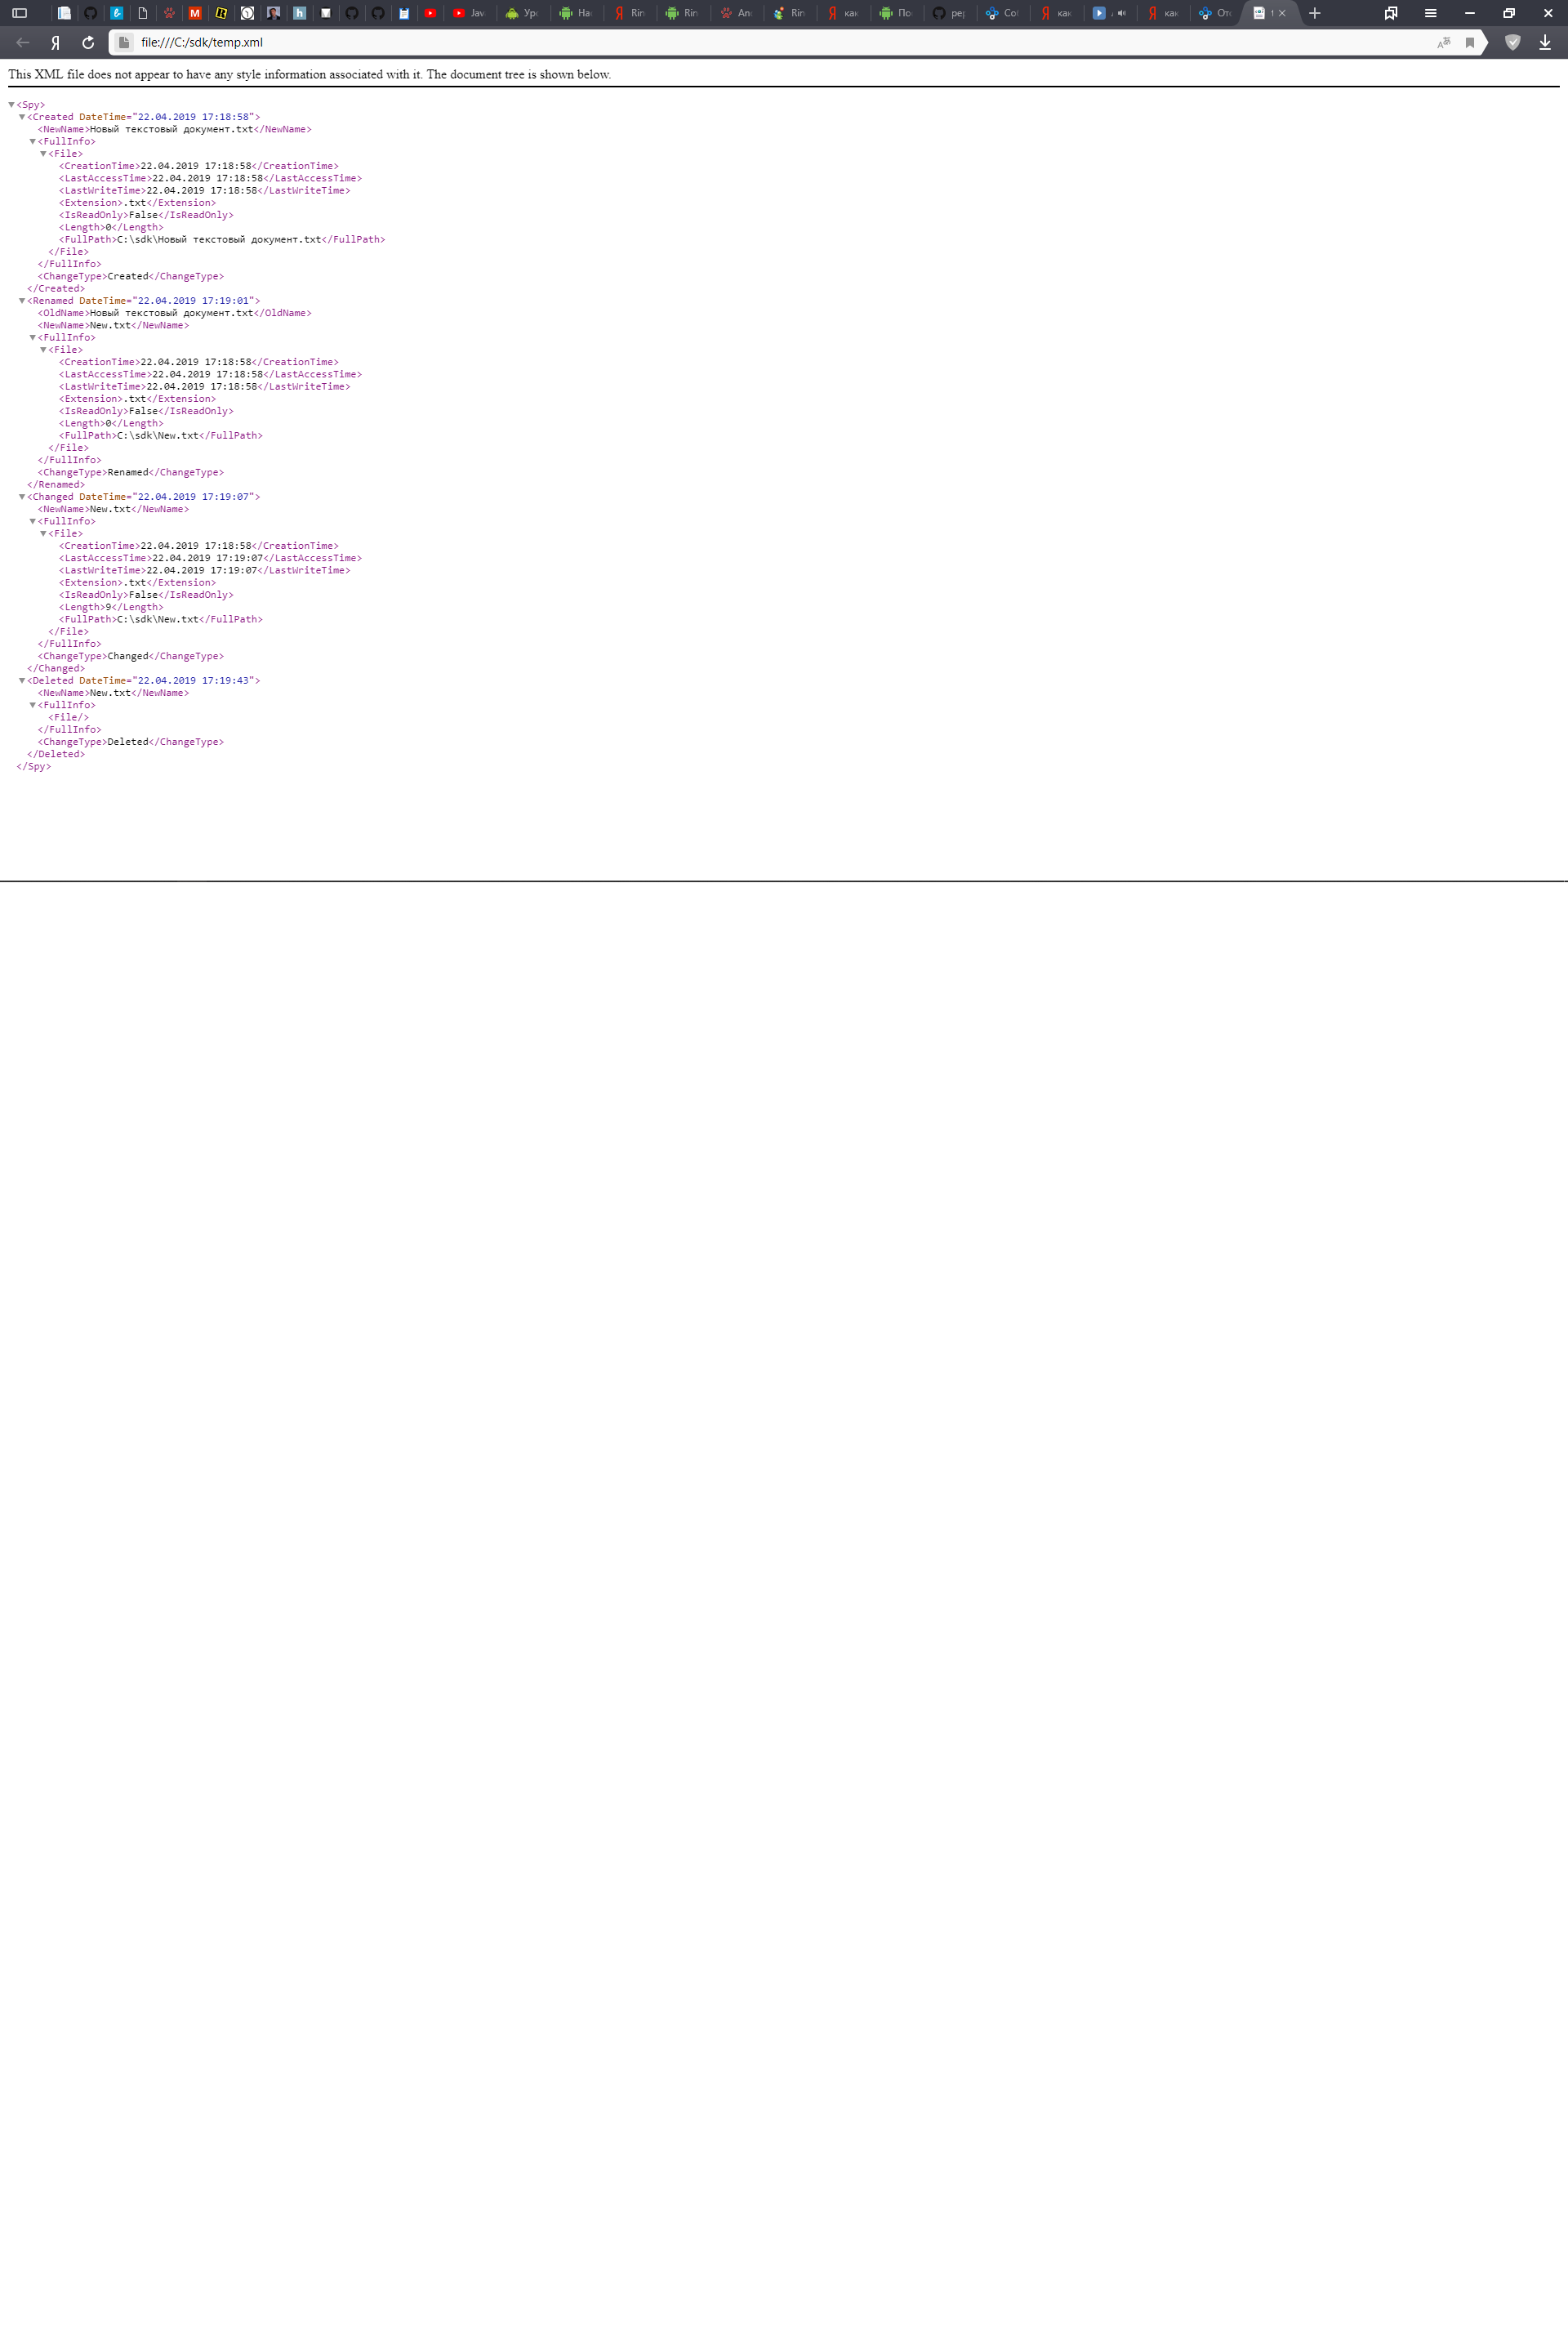 Jav
Rin
Rin
Rin
как
как
как
file:///C:/sdk/temp.xml
This XML file does not appear to have any style information associated with it. The document tree is shown below.
<Spy>
<Created DateTime="22.04.2019 17:18:58">
<NewName>Новый текстовый документ.txt</NewName>
<FullInfo>
<File>
<CreationTime>22.04.2019 17:18:58</CreationTime>
<LastAccessTime>22.04.2019 17:18:58</LastAccessTime>
<LastWriteTime>22.04.2019 17:18:58</LastWriteTime>
<Extension>.txt</Extension>
<IsReadOnly>False</IsReadOnly>
<Length>0</Length>
<FullPath>C:\sdk\Новый текстовый документ.txt</FullPath>
</File>
</FullInfo>
<ChangeType>Created</ChangeType>
</Created>
<Renamed DateTime="22.04.2019 17:19:01">
<OldName>Новый текстовый документ.txt</OldName>
<NewName>New.txt</NewName>
<FullInfo>
<File>
<CreationTime>22.04.2019 17:18:58</CreationTime>
<LastAccessTime>22.04.2019 17:18:58</LastAccessTime>
<LastWriteTime>22.04.2019 17:18:58</LastWriteTime>
<Extension>.txt</Extension>
<IsReadOnly>False</IsReadOnly>
<Length>0</Length>
<FullPath>C:\sdk\New.txt</FullPath>
</File>
</FullInfo>
<ChangeType>Renamed</ChangeType>
</Renamed>
<Changed DateTime="22.04.2019 17:19:07">
<NewName>New.txt</NewName>
<FullInfo>
<File>
<CreationTime>22.04.2019 17:18:58</CreationTime>
<LastAccessTime>22.04.2019 17:19:07</LastAccessTime>
<LastWriteTime>22.04.2019 17:19:07</LastWriteTime>
<Extension>.txt</Extension>
<IsReadOnly>False</IsReadOnly>
<Length>9</Length>
<FullPath>C:\sdk\New.txt</FullPath>
</File>
</FullInfo>
<ChangeType>Changed</ChangeType>
</Changed>
<Deleted DateTime="22.04.2019 17:19:43">
<NewName>New.txt</NewName>
<FullInfo>
<File/>
</FullInfo>
<ChangeType>Deleted</ChangeType>
</Deleted>
</Spy>